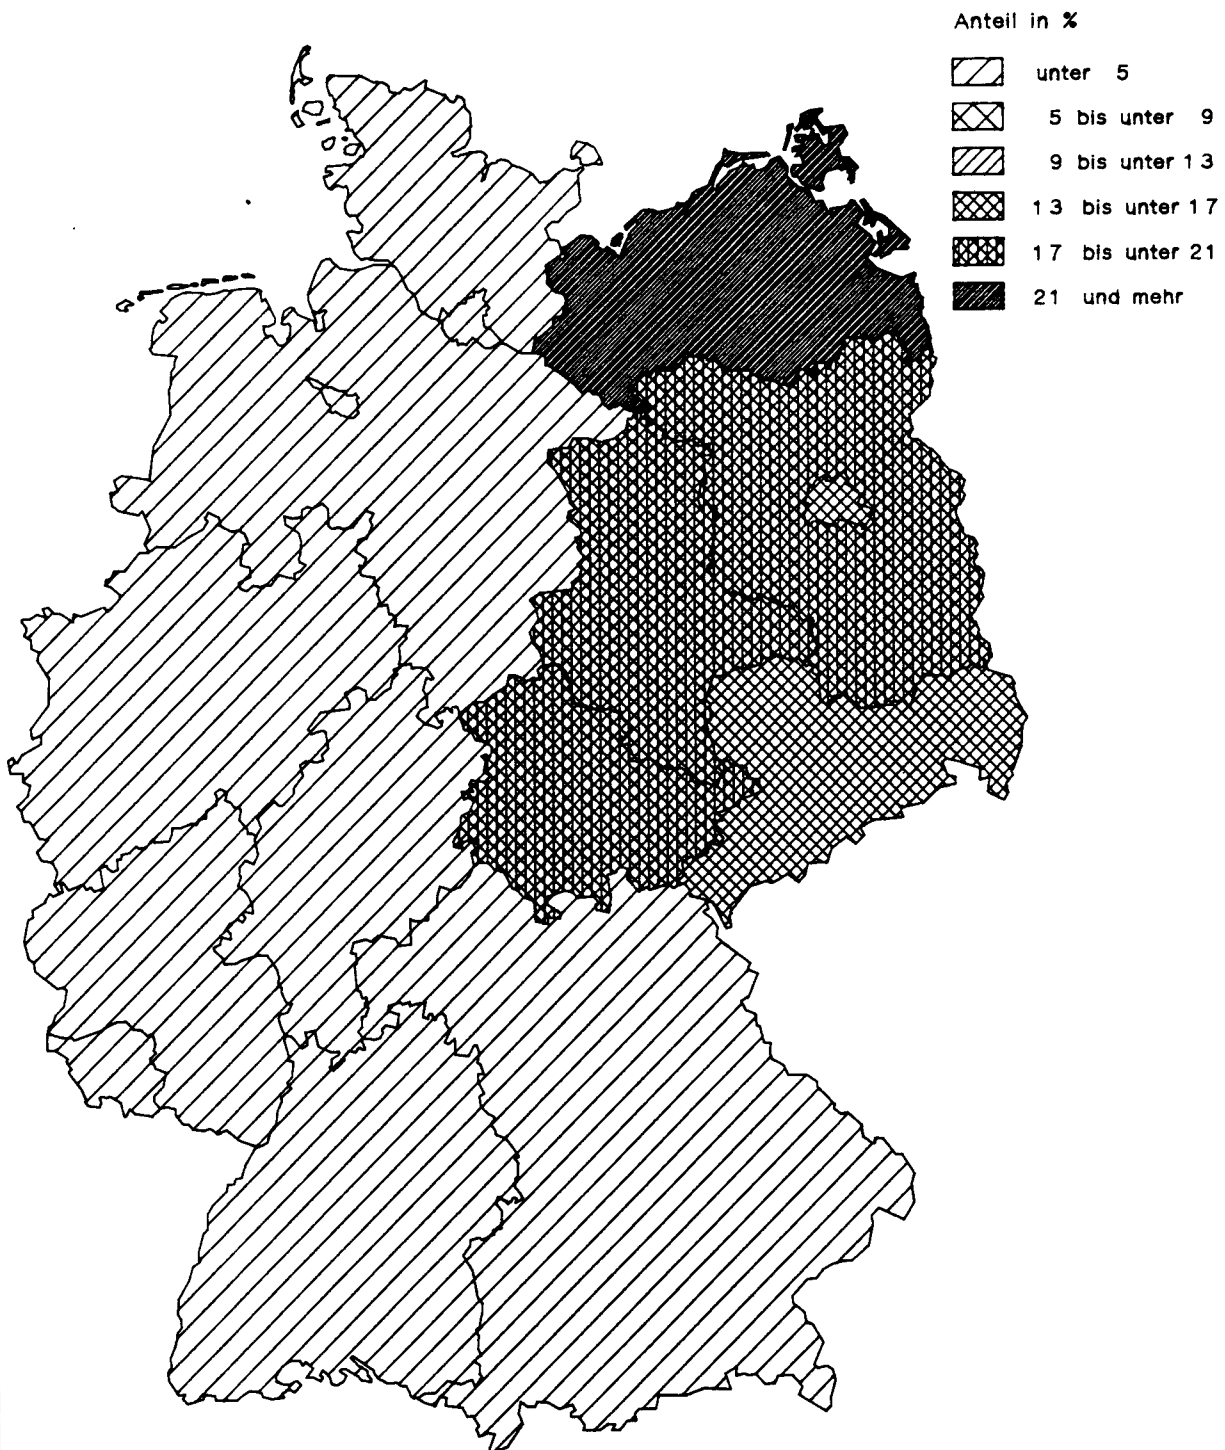 Anteil in %
unter 5
5 bis unter 9
9 bis unter 13
13 bis unter 17
17 bis unter 21
21 und mehr